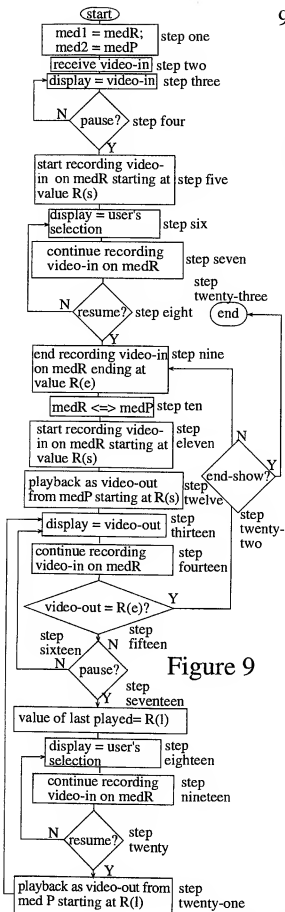 start
9
med1 = medR;
med2 = medP
step one
receive video-in
step two
display = video-in
step three
N
pause?
step four
Y
start recording video-
in on medR starting at
value R(s)
step five
display = user's
selection
step six
continue recording
video-in on medR
step seven
N
resume?
step eight
Y
step
twenty-three
end
end recording video-in
on medR ending at
value R(e)
step nine
medR <=> medP
step ten
start recording video-
in on medR starting at
value R(s)
step
eleven
N
end-show?
Y
step
twenty-
two
playback as video-out
from medP starting at R(s)
step
twelve
display = video-out
step
thirteen
continue recording
video-in on medR
step
fourteen
video-out = R(e)?
Y
step
fifteen
N
step
sixteen
N
pause?
Y
Figure 9
step
seventeen
value of last played= R(l)
display = user's
selection
step
eighteen
continue recording
video-in on medR
step
nineteen
N
resume?
step
twenty
Y
playback as video-out from
med P starting at R(l)
step
twenty-one